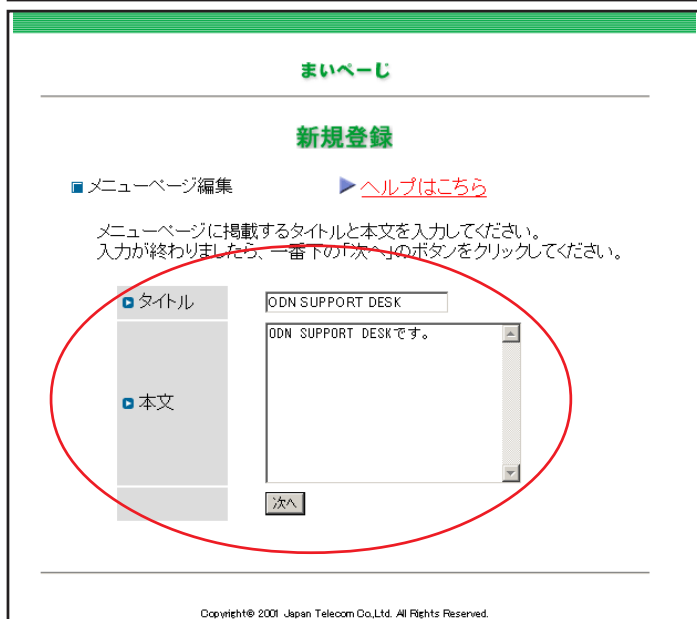 まいぺーじ
新規登録
メニューページ編集 ヘルプはこちら
メニューページに掲載するタイトルと本文を入力してください。
入力が終わりましたら、一番下の「次へ」のボタンをクリックしてください。
タイトル ODN SUPPORT DESK
ODN SUPPORT DESKです。
本文
次へ
Copyright© 2001 Japan Telecom Co.,Ltd. All Rights Reserved.